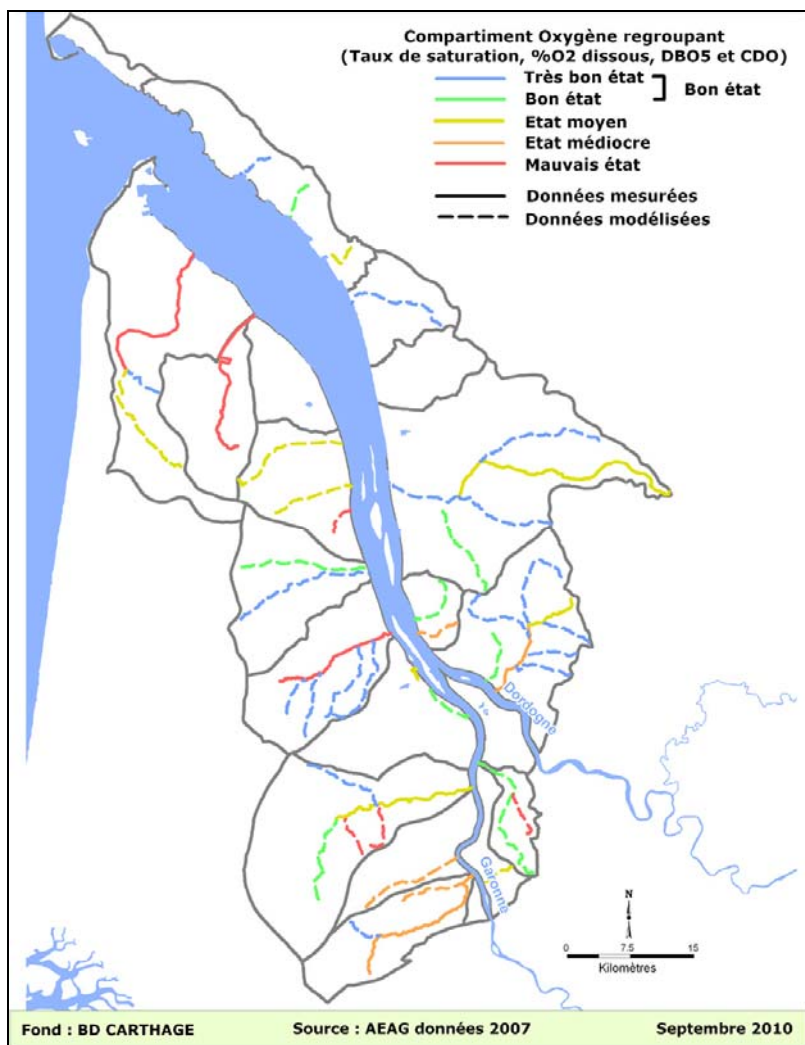 Compartiment Oxygène regroupant
(Taux de saturation, %O2 dissous, DBO5 et CDO)
Très bon état
Bon état
Bon état
Etat moyen
Etat médiocre
Mauvais état
Données mesurées
Données modélisées
Dordogne
Garonne
N
0 7.5 15
Kilomètres
Fond : BD CARTHAGE Source : AEAG données 2007 Septembre 2010